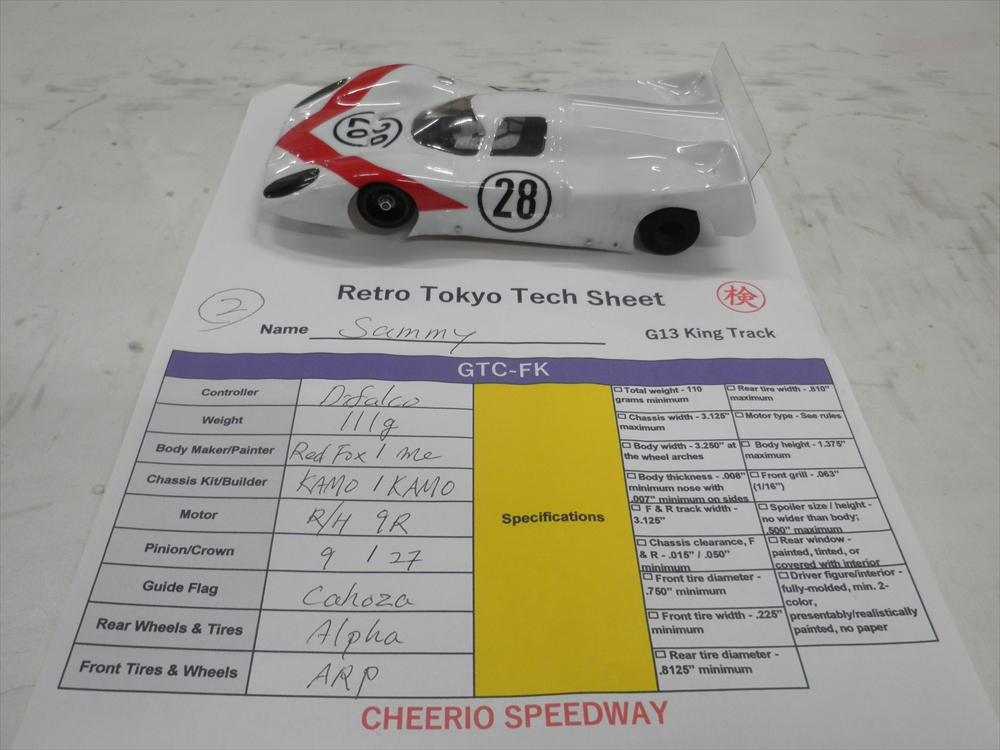 28
28
Retro Tokyo Tech Sheet
検
2
Name Sammy
G13 King Track
GTC-FK
Controller Difalco
Weight 111g
Body Maker/Painter Red Fox / me
Chassis Kit/Builder KAMO / KAMO
Motor R/H 9R
Pinion/Crown 9 / 27
Guide Flag Cahoza
Rear Wheels & Tires Alpha
Front Tires & Wheels ARP
Specifications
Total weight - 110
grams minimum
Rear tire width - .810"
maximum
Chassis width - 3.125"
maximum
Motor type - See rules
Body width - 3.250" at
the wheel arches
Body height - 1.375"
maximum
Body thickness - .008"
minimum nose with
.007" minimum on sides
Front grill - .063"
(1/16")
F & R track width -
3.125"
Spoiler size / height -
no wider than body;
.500" maximum
Chassis clearance, F
& R - .015" / .050"
minimum
Rear window -
painted, tinted, or
covered with interior
Front tire diameter -
.750" minimum
Driver figure/interior -
fully-molded, min. 2-
color,
presentably/realistically
painted, no paper
Front tire width - .225"
minimum
Rear tire diameter -
.8125" minimum
CHEERIO SPEEDWAY